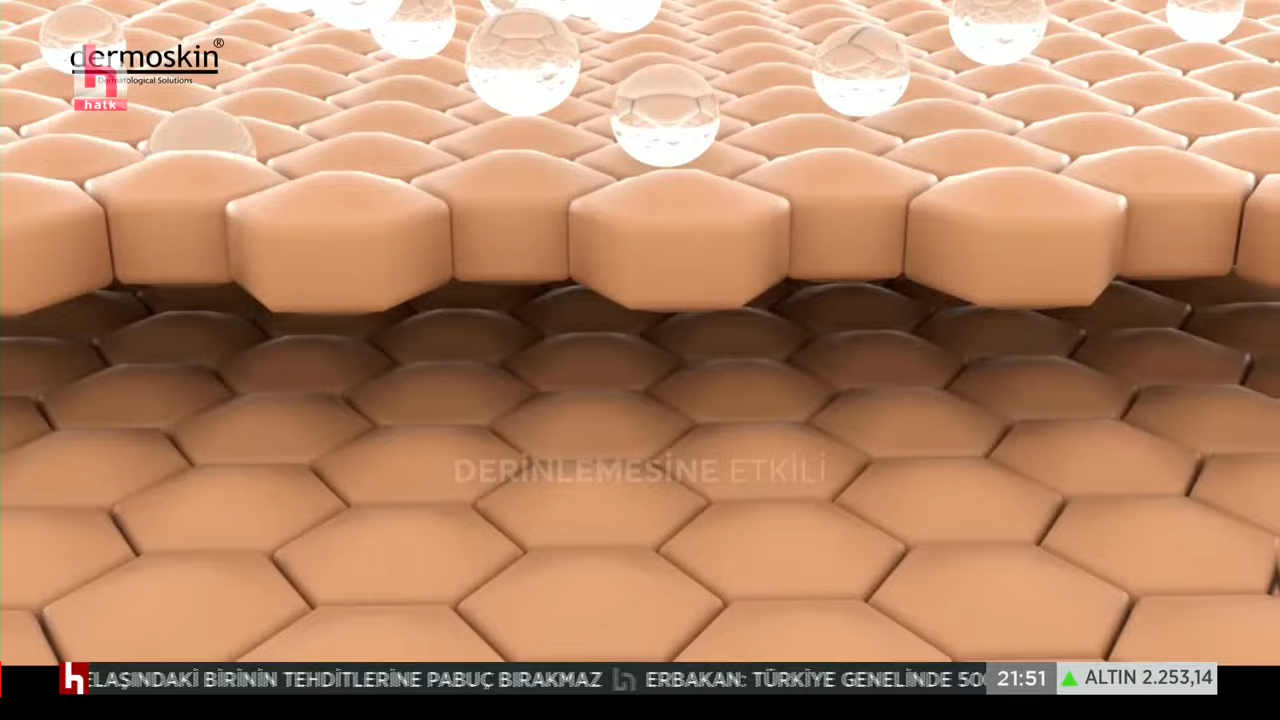 dermoskin®
Dermatological Solutions
h
halk
DERİNLEMESİNE ETKİLİ
h ELAŞINDAKİ BİRİNİN TEHDİTLERİNE PABUÇ BIRAKMAZ h ERBAKAN: TÜRKİYE GENELİNDE 500 21:51 ALTIN 2.253,14